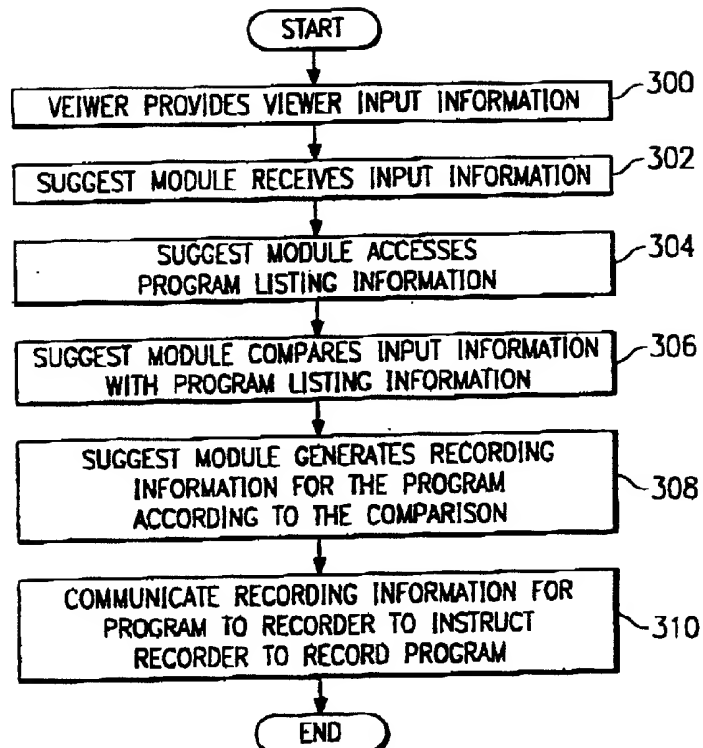 START
VEIWER PROVIDES VIEWER INPUT INFORMATION
300
SUGGEST MODULE RECEIVES INPUT INFORMATION
302
SUGGEST MODULE ACCESSES
PROGRAM LISTING INFORMATION
304
SUGGEST MODULE COMPARES INPUT INFORMATION
WITH PROGRAM LISTING INFORMATION
306
SUGGEST MODULE GENERATES RECORDING
INFORMATION FOR THE PROGRAM
ACCORDING TO THE COMPARISON
308
COMMUNICATE RECORDING INFORMATION FOR
PROGRAM TO RECORDER TO INSTRUCT
RECORDER TO RECORD PROGRAM
310
END